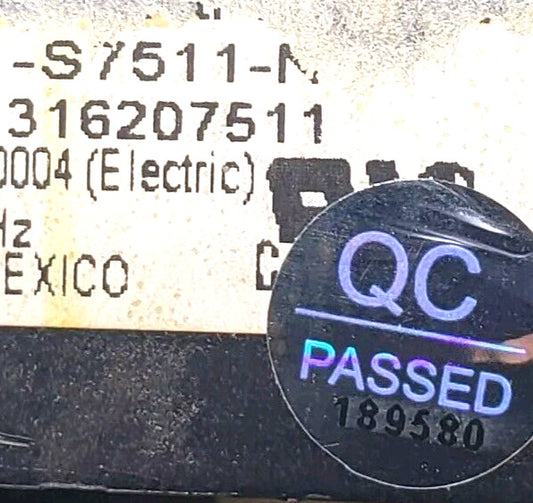 -S7511-
316207511
0004 (Electric)
Hz
EXICO
QC
PASSED
189580